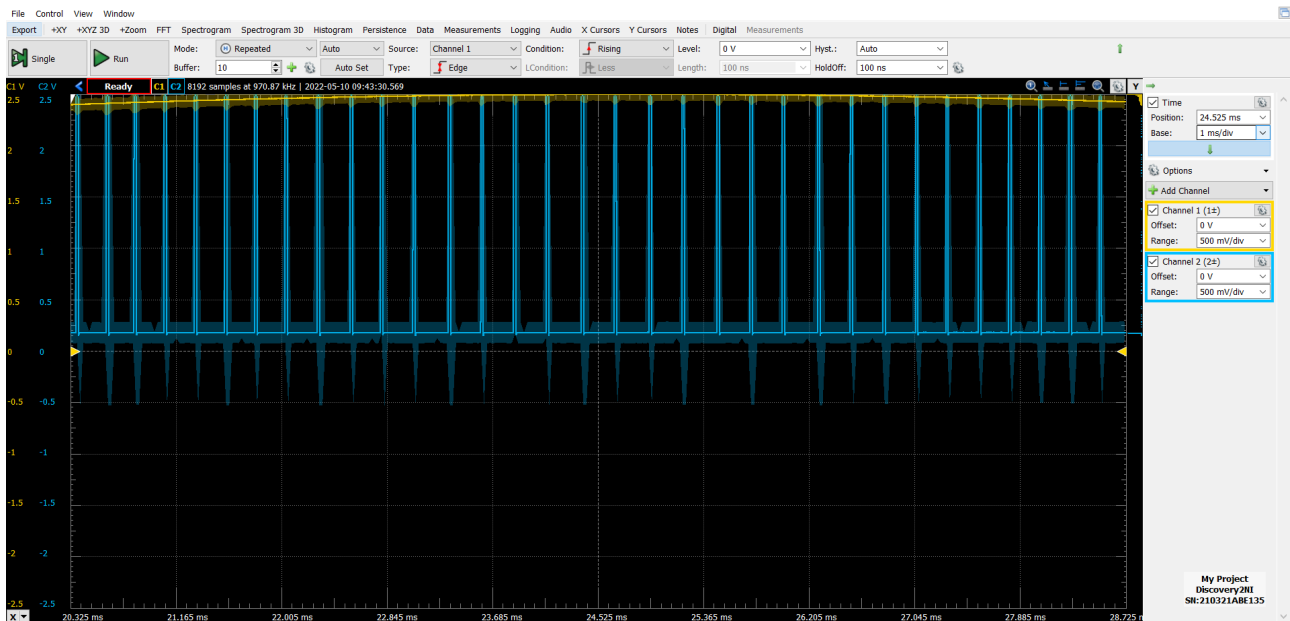 File Control View Window
Export +XY +XYZ 3D +Zoom FFT Spectrogram Spectrogram 3D Histogram Persistence Data Measurements Logging Audio X Cursors Y Cursors Notes Digital Measurements
Single Run Mode: Repeated Auto Source: Channel 1 Condition: Rising Level: 0 V Hyst.: Auto
Buffer: 10 Auto Set Type: Edge LCondition: Less Length: 100 ns HoldOff: 100 ns
C1 V C2 V Ready C1 C2 8192 samples at 970.87 kHz | 2022-05-10 09:43:30.569 Y
2.5 2.5
2 2
1.5 1.5
1 1
0.5 0.5
0 0
-0.5 -0.5
-1 -1
-1.5 -1.5
-2 -2
-2.5 -2.5
X 20.325 ms 21.165 ms 22.005 ms 22.845 ms 23.685 ms 24.525 ms 25.365 ms 26.205 ms 27.045 ms 27.885 ms 28.725
Time
Position: 24.525 ms
Base: 1 ms/div
Options
Add Channel
Channel 1 (1±)
Offset: 0 V
Range: 500 mV/div
Channel 2 (2±)
Offset: 0 V
Range: 500 mV/div
My Project
Discovery2NI
SN:210321ABE135